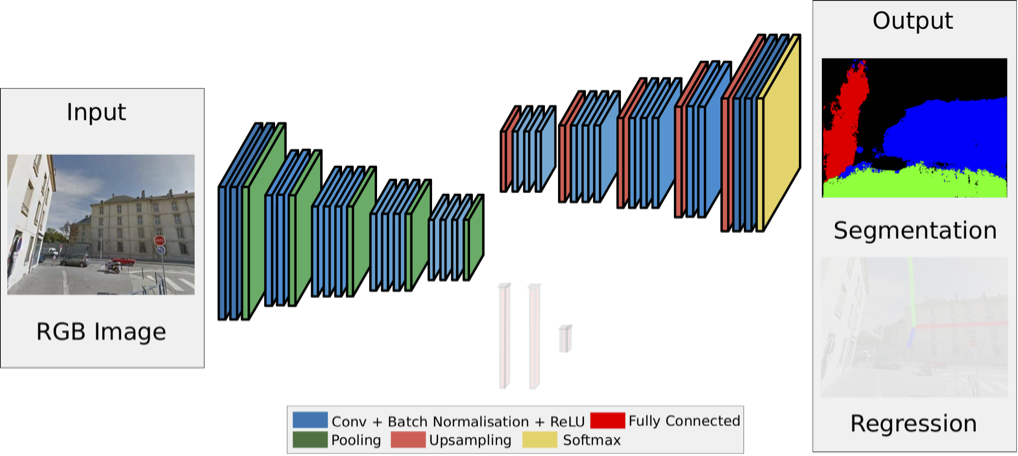 Input
RGB Image
Output
Segmentation
Regression
Conv + Batch Normalisation + ReLU Fully Connected
Pooling Upsampling Softmax